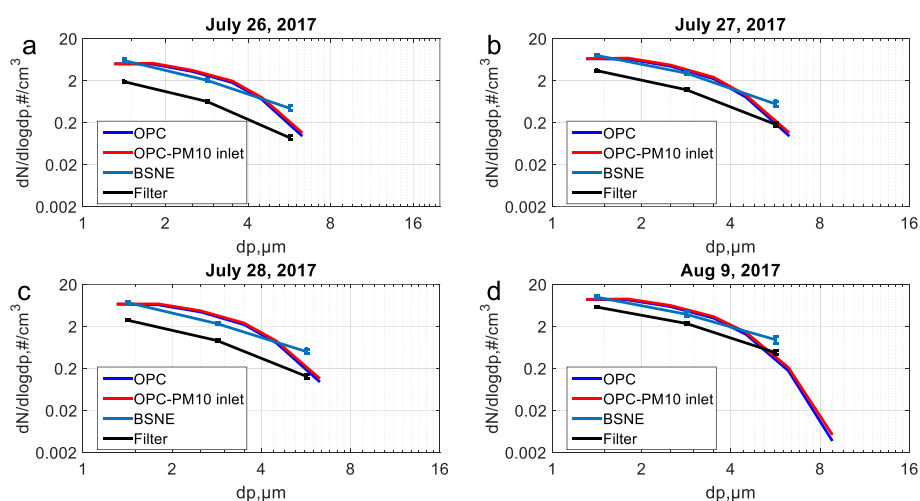 July 26, 2017
a
dN/dlogdp,#/cm³
20
2
0.2
0.02
0.002
OPC
OPC-PM10 inlet
BSNE
Filter
1 2 4 8 16
dp,µm
July 27, 2017
b
dN/dlogdp,#/cm³
20
2
0.2
0.02
0.002
OPC
OPC-PM10 inlet
BSNE
Filter
1 2 4 8 16
dp,µm
July 28, 2017
c
dN/dlogdp,#/cm³
20
2
0.2
0.02
0.002
OPC
OPC-PM10 inlet
BSNE
Filter
1 2 4 8 16
dp,µm
Aug 9, 2017
d
dN/dlogdp,#/cm³
20
2
0.2
0.02
0.002
OPC
OPC-PM10 inlet
BSNE
Filter
1 2 4 8 16
dp,µm